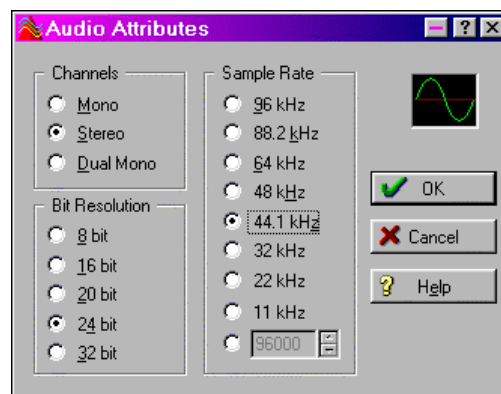 Audio Attributes
Channels
Mono
Stereo
Dual Mono
Bit Resolution
8 bit
16 bit
20 bit
24 bit
32 bit
Sample Rate
96 kHz
88.2 kHz
64 kHz
48 kHz
44.1 kHz
32 kHz
22 kHz
11 kHz
96000
OK
Cancel
Help